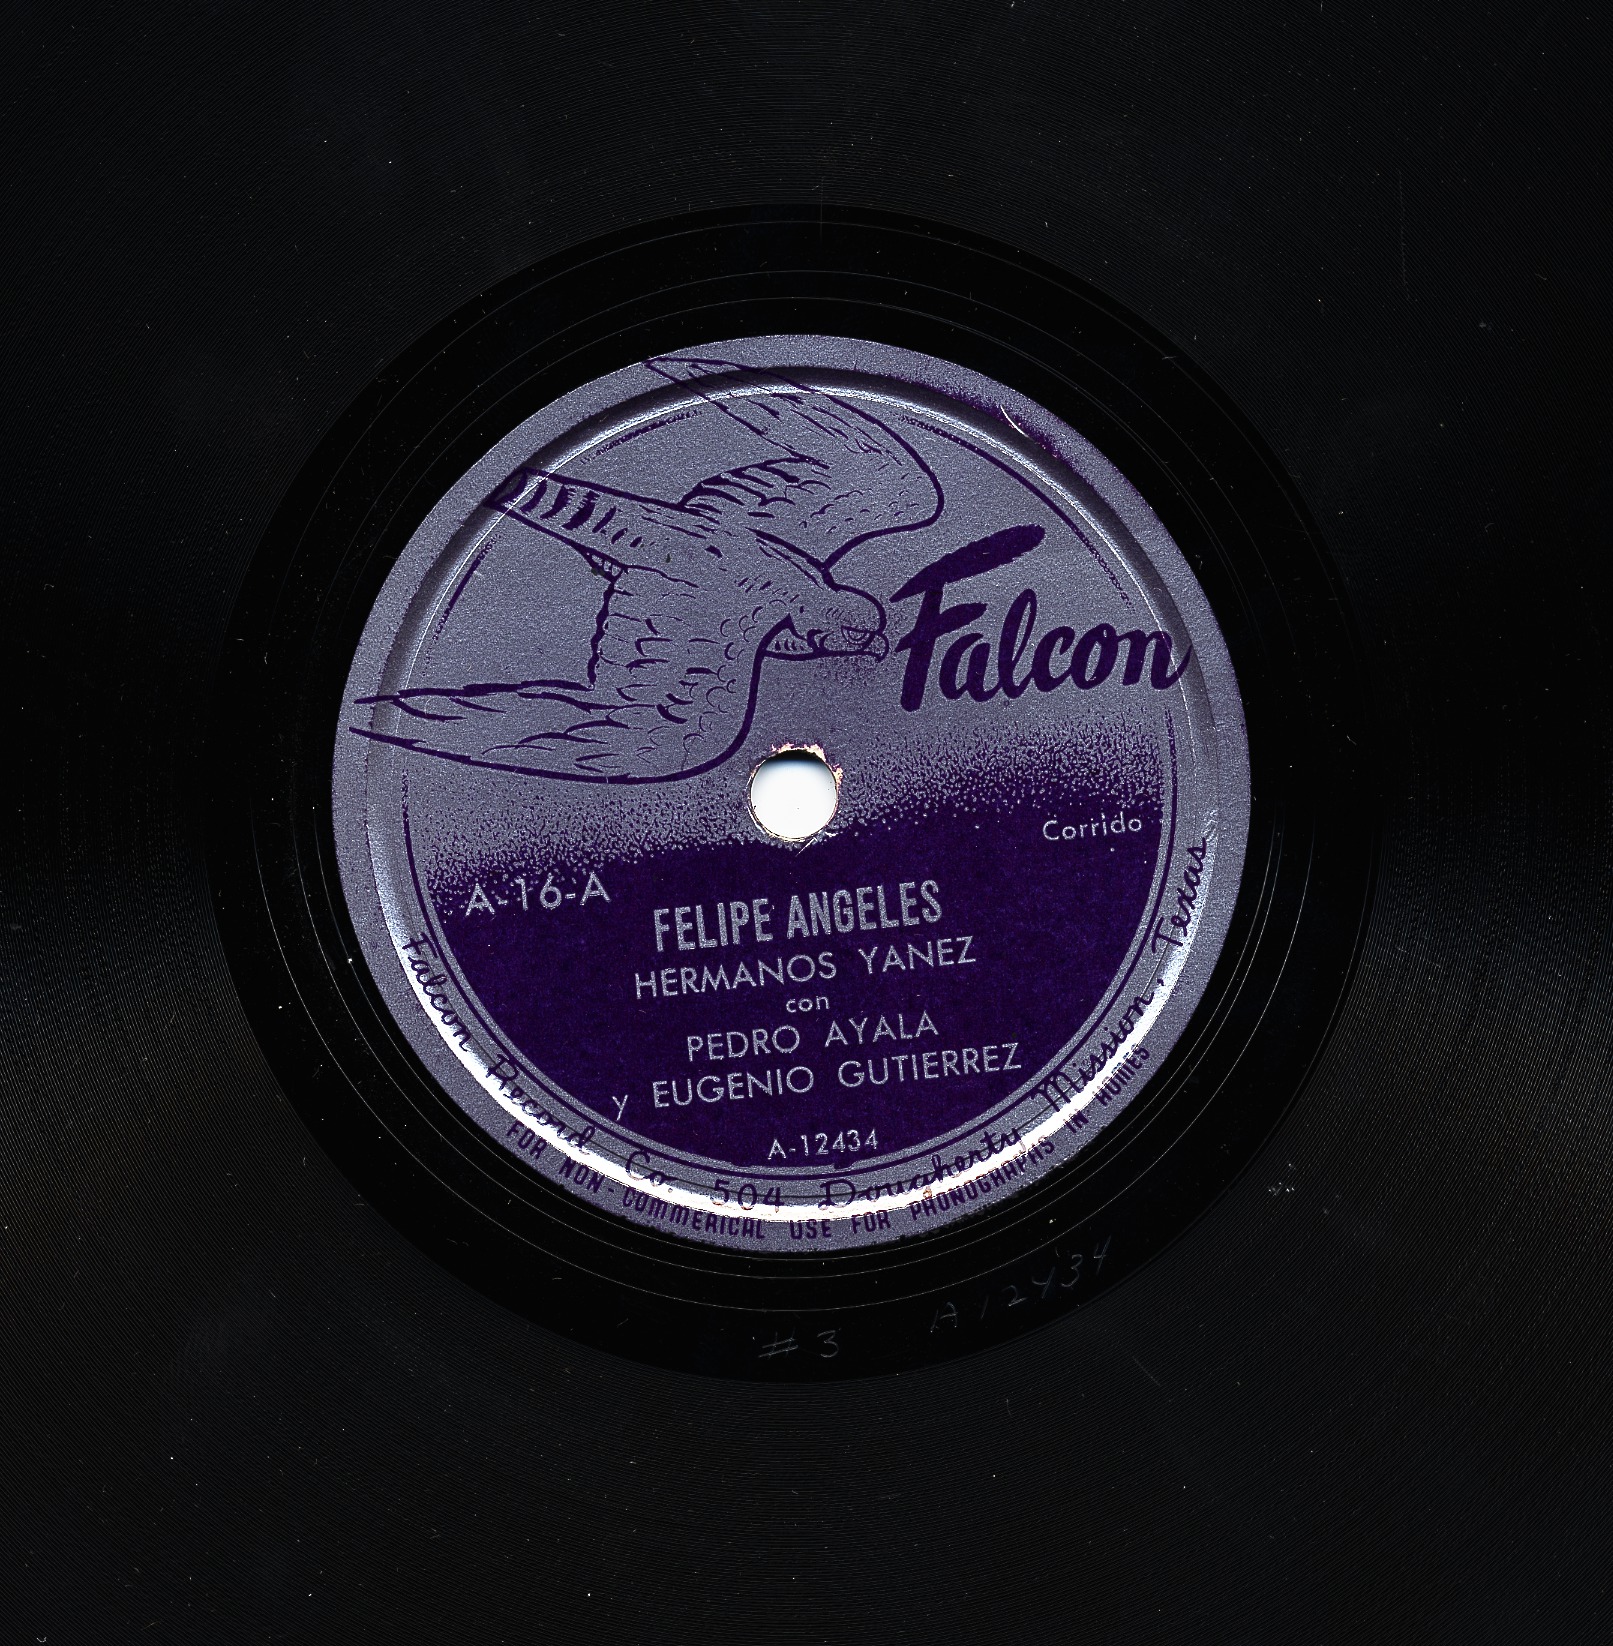 Falcon
Corrido
A-16-A
FELIPE ANGELES
HERMANOS YANEZ
con
PEDRO AYALA
y EUGENIO GUTIERREZ
A-12434
Falcon Record Co. 504 Dougherty Mission, Texas
FOR NON-COMMERICAL USE FOR PHONOGRAPHS IN HOMES
# 3 A12434